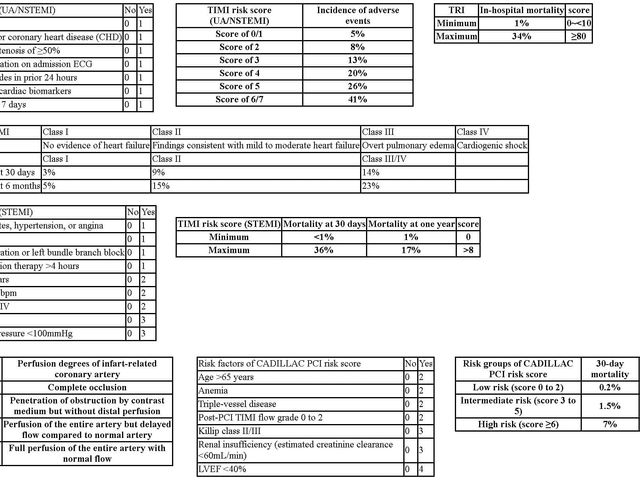 (UA/NSTEMI) No Yes
0 1
or coronary heart disease (CHD) 0 1
tenosis of ≥50% 0 1
ation on admission ECG 0 1
des in prior 24 hours 0 1
cardiac biomarkers 0 1
7 days 0 1
TIMI risk score (UA/NSTEMI) Incidence of adverse events
Score of 0/1 5%
Score of 2 8%
Score of 3 13%
Score of 4 20%
Score of 5 26%
Score of 6/7 41%
TRI In-hospital mortality score
Minimum 1% 0~<10
Maximum 34% ≥80
MI Class I Class II Class III Class IV
No evidence of heart failure Findings consistent with mild to moderate heart failure Overt pulmonary edema Cardiogenic shock
Class I Class II Class III/IV
t 30 days 3% 9% 14%
t 6 months 5% 15% 23%
(STEMI) No Yes
tes, hypertension, or angina 0 1
0 1
ration or left bundle branch block 0 1
ion therapy >4 hours 0 1
ars 0 2
bpm 0 2
IV 0 2
0 3
ressure <100mmHg 0 3
TIMI risk score (STEMI) Mortality at 30 days Mortality at one year score
Minimum <1% 1% 0
Maximum 36% 17% >8
Perfusion degrees of infart-related
coronary artery
Complete occlusion
Penetration of obstruction by contrast
medium but without distal perfusion
Perfusion of the entire artery but delayed
flow compared to normal artery
Full perfusion of the entire artery with
normal flow
Risk factors of CADILLAC PCI risk score No Yes
Age >65 years 0 2
Anemia 0 2
Triple-vessel disease 0 2
Post-PCI TIMI flow grade 0 to 2 0 2
Killip class II/III 0 3
Renal insufficiency (estimated creatinine clearance
<60mL/min) 0 3
LVEF <40% 0 4
Risk groups of CADILLAC PCI risk score 30-day mortality
Low risk (score 0 to 2) 0.2%
Intermediate risk (score 3 to
5) 1.5%
High risk (score ≥6) 7%